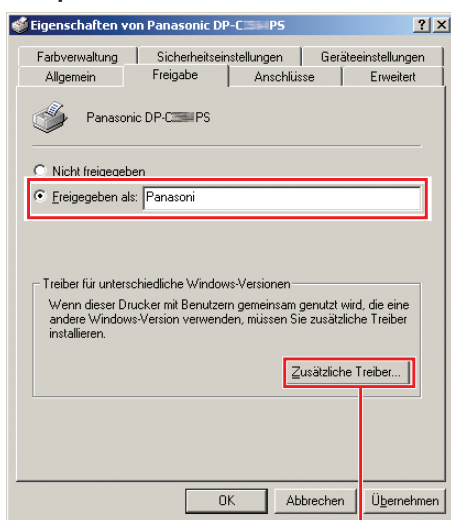 Eigenschaften von Panasonic DP-C PS
Farbverwaltung Sicherheitseinstellungen Geräteeinstellungen
Allgemein Freigabe Anschlüsse Erweitert
Panasonic DP-C PS
Nicht freigegeben
Freigegeben als: Panasoni
Treiber für unterschiedliche Windows-Versionen
Wenn dieser Drucker mit Benutzern gemeinsam genutzt wird, die eine
andere Windows-Version verwenden, müssen Sie zusätzliche Treiber
installieren.
Zusätzliche Treiber...
OK Abbrechen Übernehmen